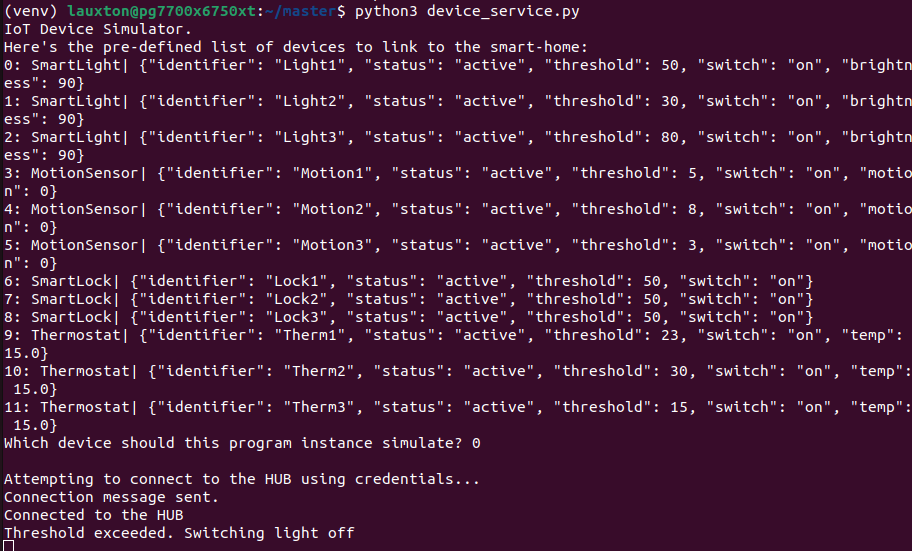 (venv) lauxton@pg7700x6750xt:~/master$ python3 device_service.py
IoT Device Simulator.
Here's the pre-defined list of devices to link to the smart-home:
0: SmartLight| {"identifier": "Light1", "status": "active", "threshold": 50, "switch": "on", "brightn
ess": 90}
1: SmartLight| {"identifier": "Light2", "status": "active", "threshold": 30, "switch": "on", "brightn
ess": 90}
2: SmartLight| {"identifier": "Light3", "status": "active", "threshold": 80, "switch": "on", "brightn
ess": 90}
3: MotionSensor| {"identifier": "Motion1", "status": "active", "threshold": 5, "switch": "on", "motio
n": 0}
4: MotionSensor| {"identifier": "Motion2", "status": "active", "threshold": 8, "switch": "on", "motio
n": 0}
5: MotionSensor| {"identifier": "Motion3", "status": "active", "threshold": 3, "switch": "on", "motio
n": 0}
6: SmartLock| {"identifier": "Lock1", "status": "active", "threshold": 50, "switch": "on"}
7: SmartLock| {"identifier": "Lock2", "status": "active", "threshold": 50, "switch": "on"}
8: SmartLock| {"identifier": "Lock3", "status": "active", "threshold": 50, "switch": "on"}
9: Thermostat| {"identifier": "Therm1", "status": "active", "threshold": 23, "switch": "on", "temp":
15.0}
10: Thermostat| {"identifier": "Therm2", "status": "active", "threshold": 30, "switch": "on", "temp":
 15.0}
11: Thermostat| {"identifier": "Therm3", "status": "active", "threshold": 15, "switch": "on", "temp":
 15.0}
Which device should this program instance simulate? 0

Attempting to connect to the HUB using credentials...
Connection message sent.
Connected to the HUB
Threshold exceeded. Switching light off